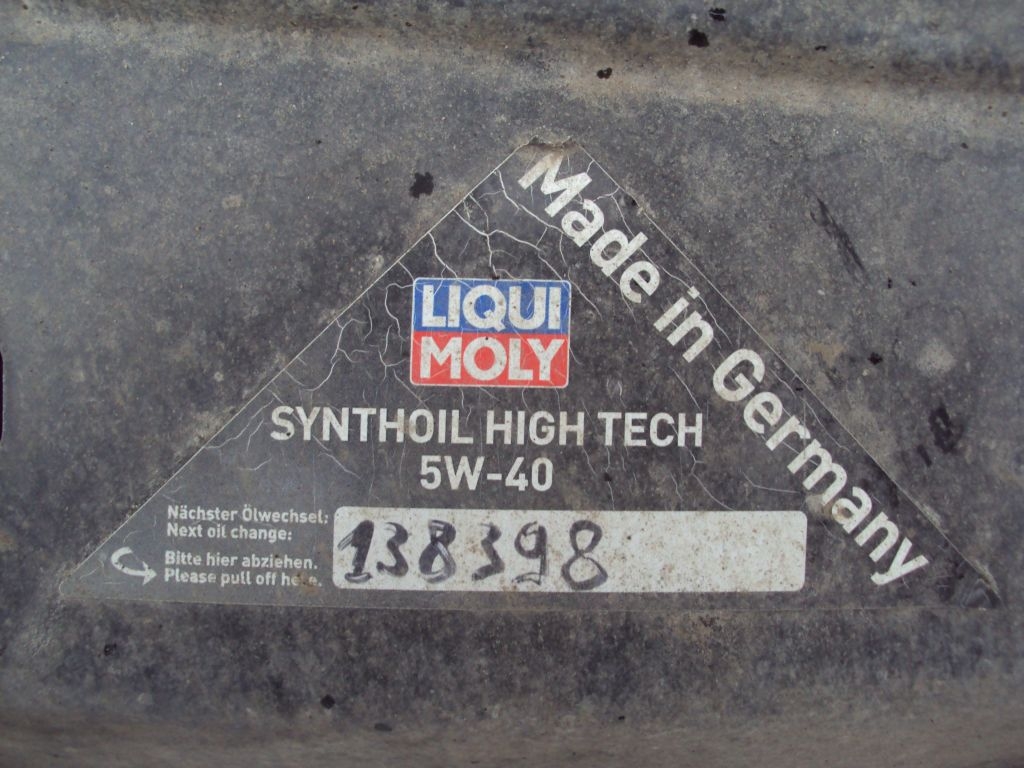 Made in Germany
LIQUI
MOLY
SYNTHOIL HIGH TECH
5W-40
Nächster Ölwechsel:
Next oil change:
138398
Bitte hier abziehen.
Please pull off here.